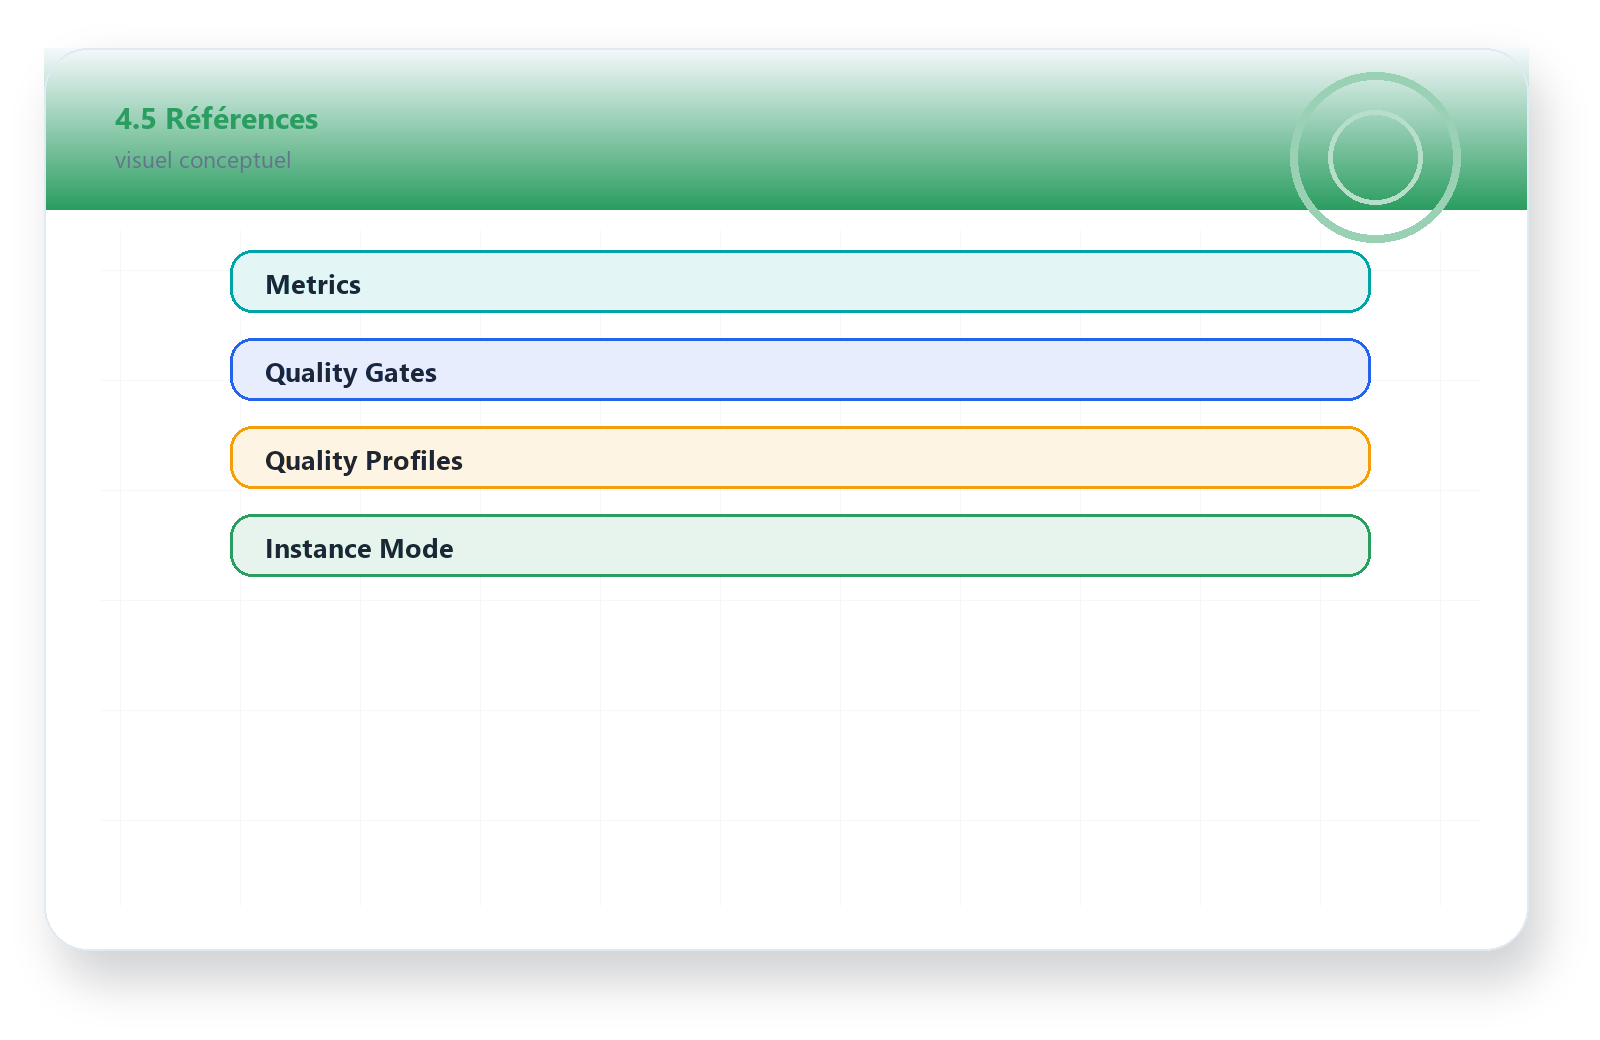 4.5 Références
visuel conceptuel
Metrics
Quality Gates
Quality Profiles
Instance Mode